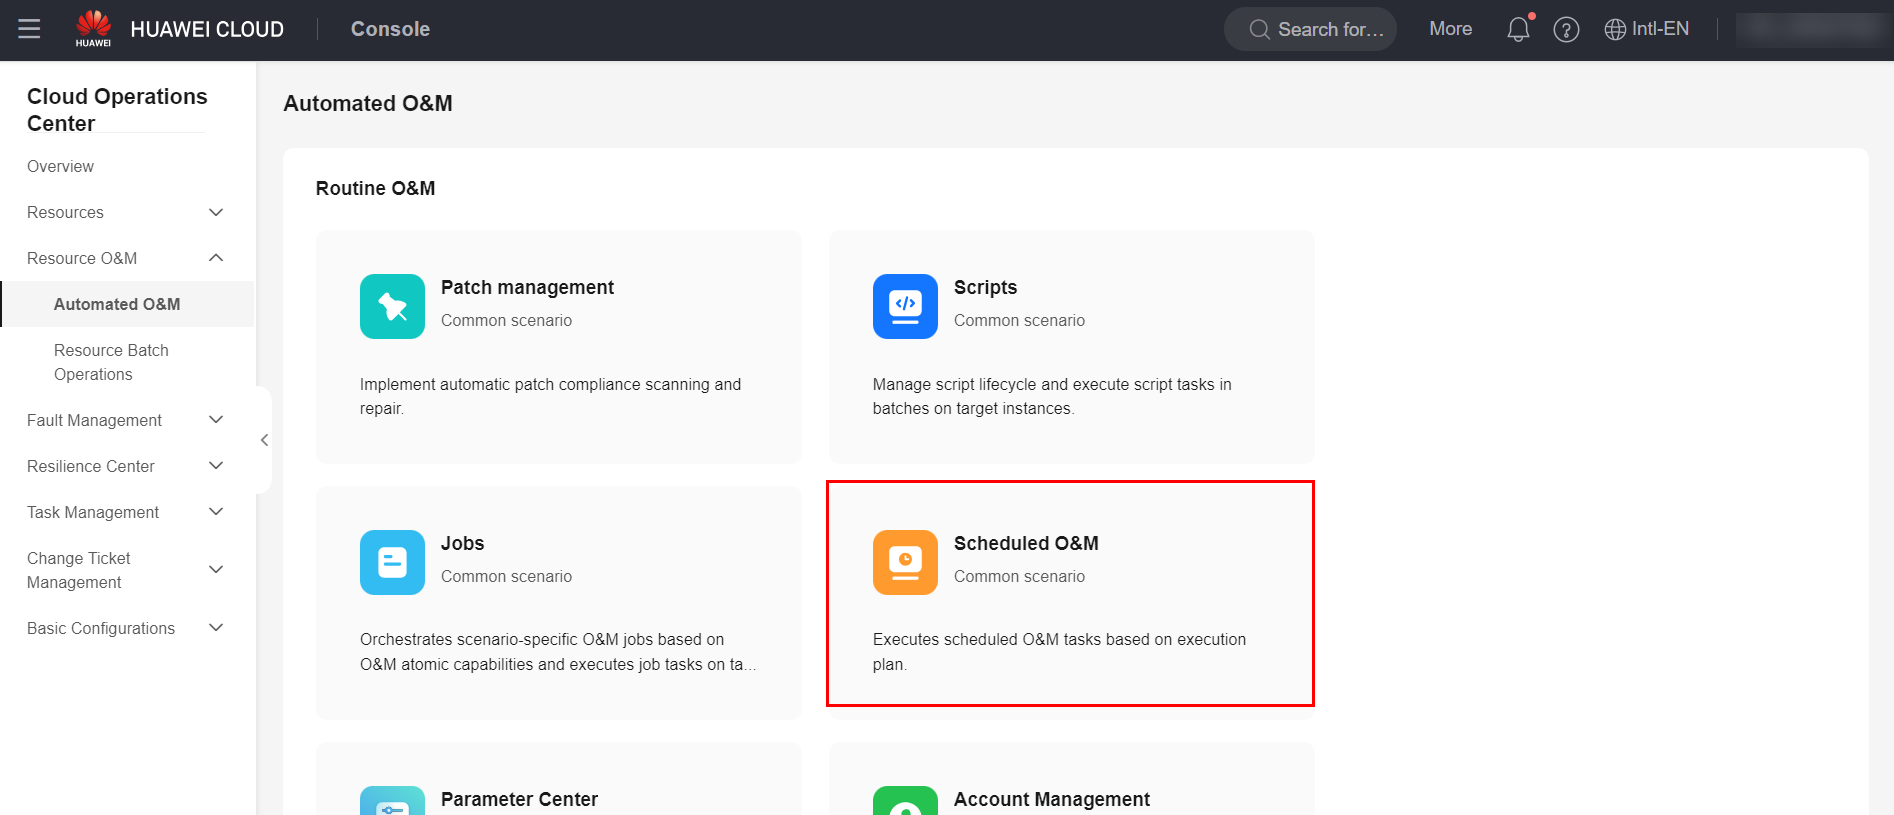 HUAWEI
HUAWEI CLOUD
Console
Search for...
More
Intl-EN
Cloud Operations
Center
Overview
Resources
Resource O&M
Automated O&M
Resource Batch
Operations
Fault Management
Resilience Center
Task Management
Change Ticket
Management
Basic Configurations
Automated O&M
Routine O&M
Patch management
Common scenario
Implement automatic patch compliance scanning and
repair.
Scripts
Common scenario
Manage script lifecycle and execute script tasks in
batches on target instances.
Jobs
Common scenario
Orchestrates scenario-specific O&M jobs based on
O&M atomic capabilities and executes job tasks on ta...
Scheduled O&M
Common scenario
Executes scheduled O&M tasks based on execution
plan.
Parameter Center
Account Management